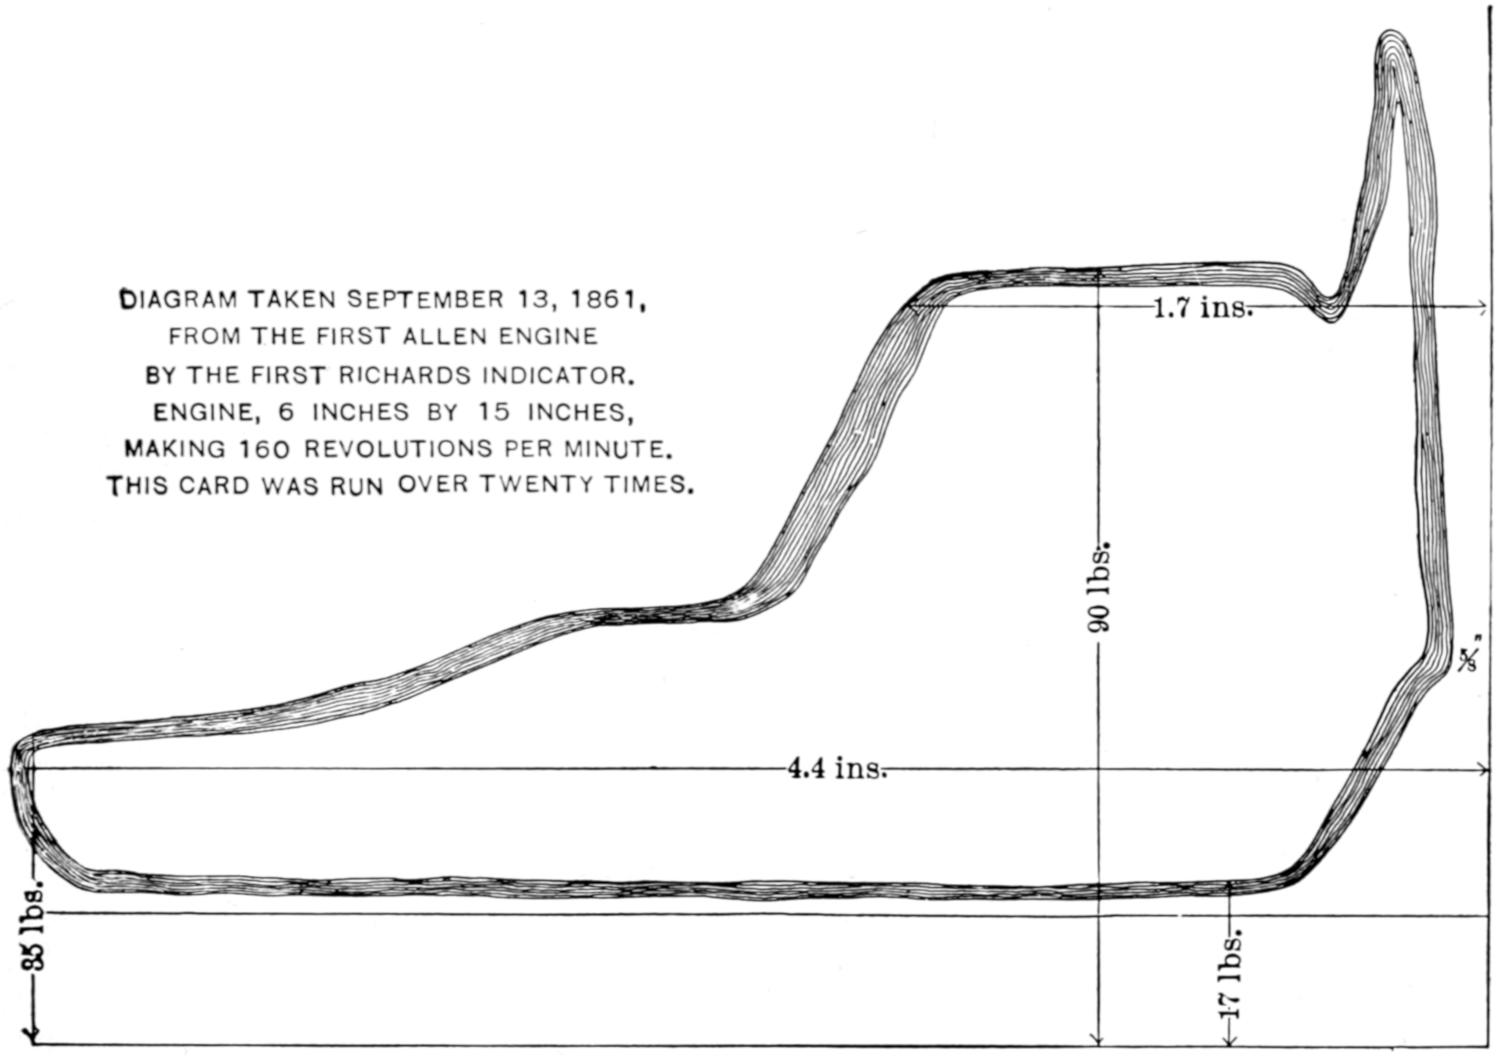 DIAGRAM TAKEN SEPTEMBER 13, 1861,
FROM THE FIRST ALLEN ENGINE
BY THE FIRST RICHARDS INDICATOR.
ENGINE, 6 INCHES BY 15 INCHES,
MAKING 160 REVOLUTIONS PER MINUTE.
THIS CARD WAS RUN OVER TWENTY TIMES.
1.7 ins.
90 lbs.
4.4 ins.
35 lbs.
17 lbs.